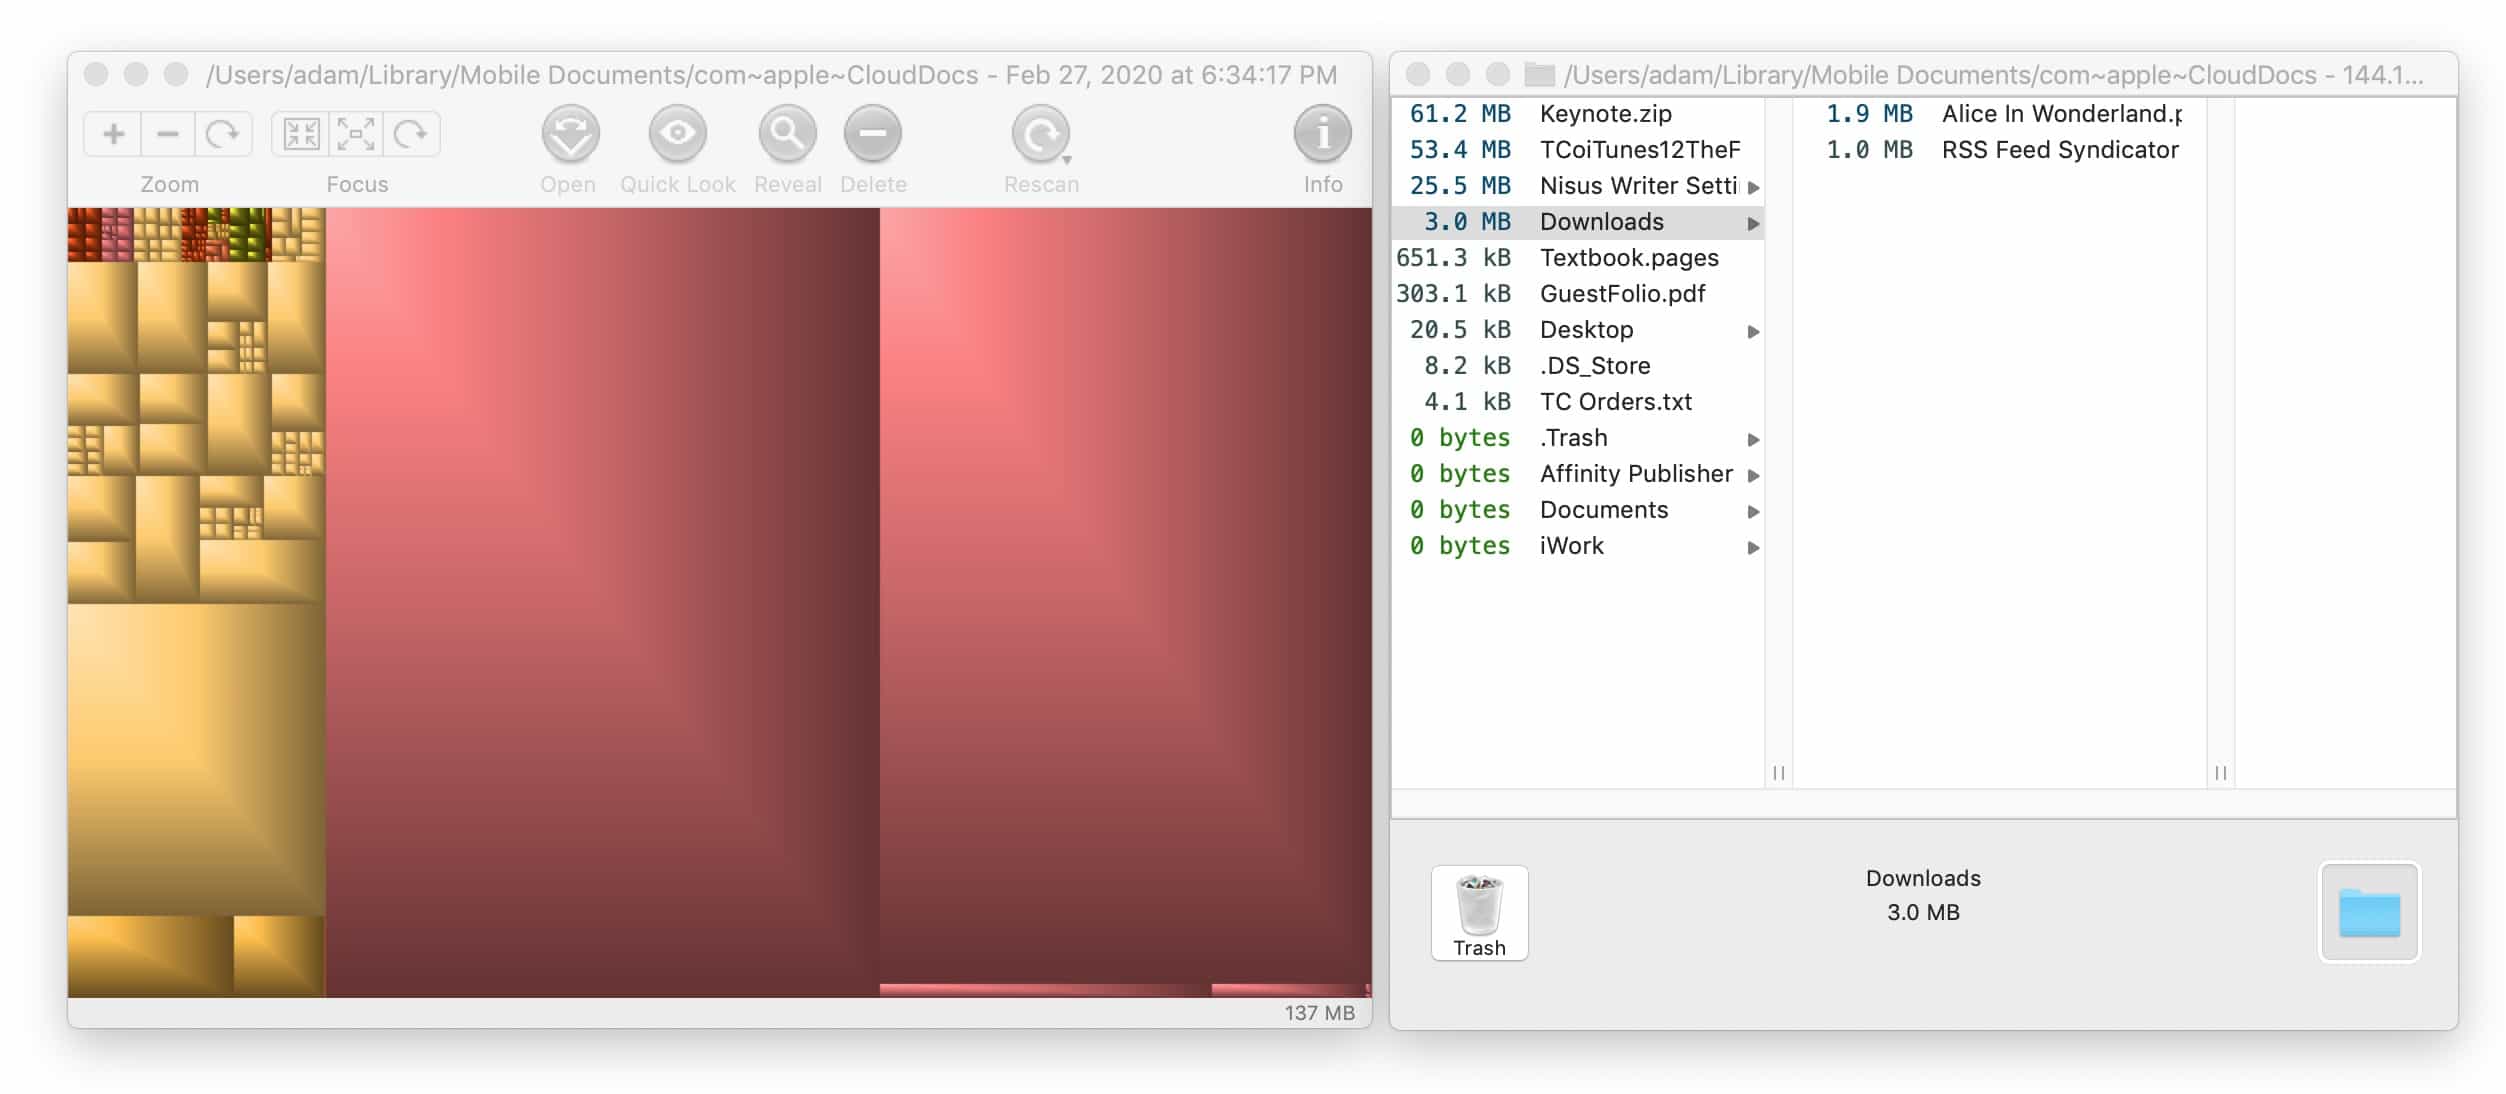 /Users/adam/Library/Mobile Documents/com~apple~CloudDocs - Feb 27, 2020 at 6:34:17 PM
Zoom
Focus
Open
Quick Look
Reveal
Delete
Rescan
Info
137 MB
/Users/adam/Library/Mobile Documents/com~apple~CloudDocs - 144.1...
61.2 MB Keynote.zip
53.4 MB TCoiTunes12TheF
25.5 MB Nisus Writer Setti
3.0 MB Downloads
651.3 kB Textbook.pages
303.1 kB GuestFolio.pdf
20.5 kB Desktop
8.2 kB .DS_Store
4.1 kB TC Orders.txt
0 bytes .Trash
0 bytes Affinity Publisher
0 bytes Documents
0 bytes iWork
1.9 MB Alice In Wonderland.p
1.0 MB RSS Feed Syndicator
Trash
Downloads
3.0 MB